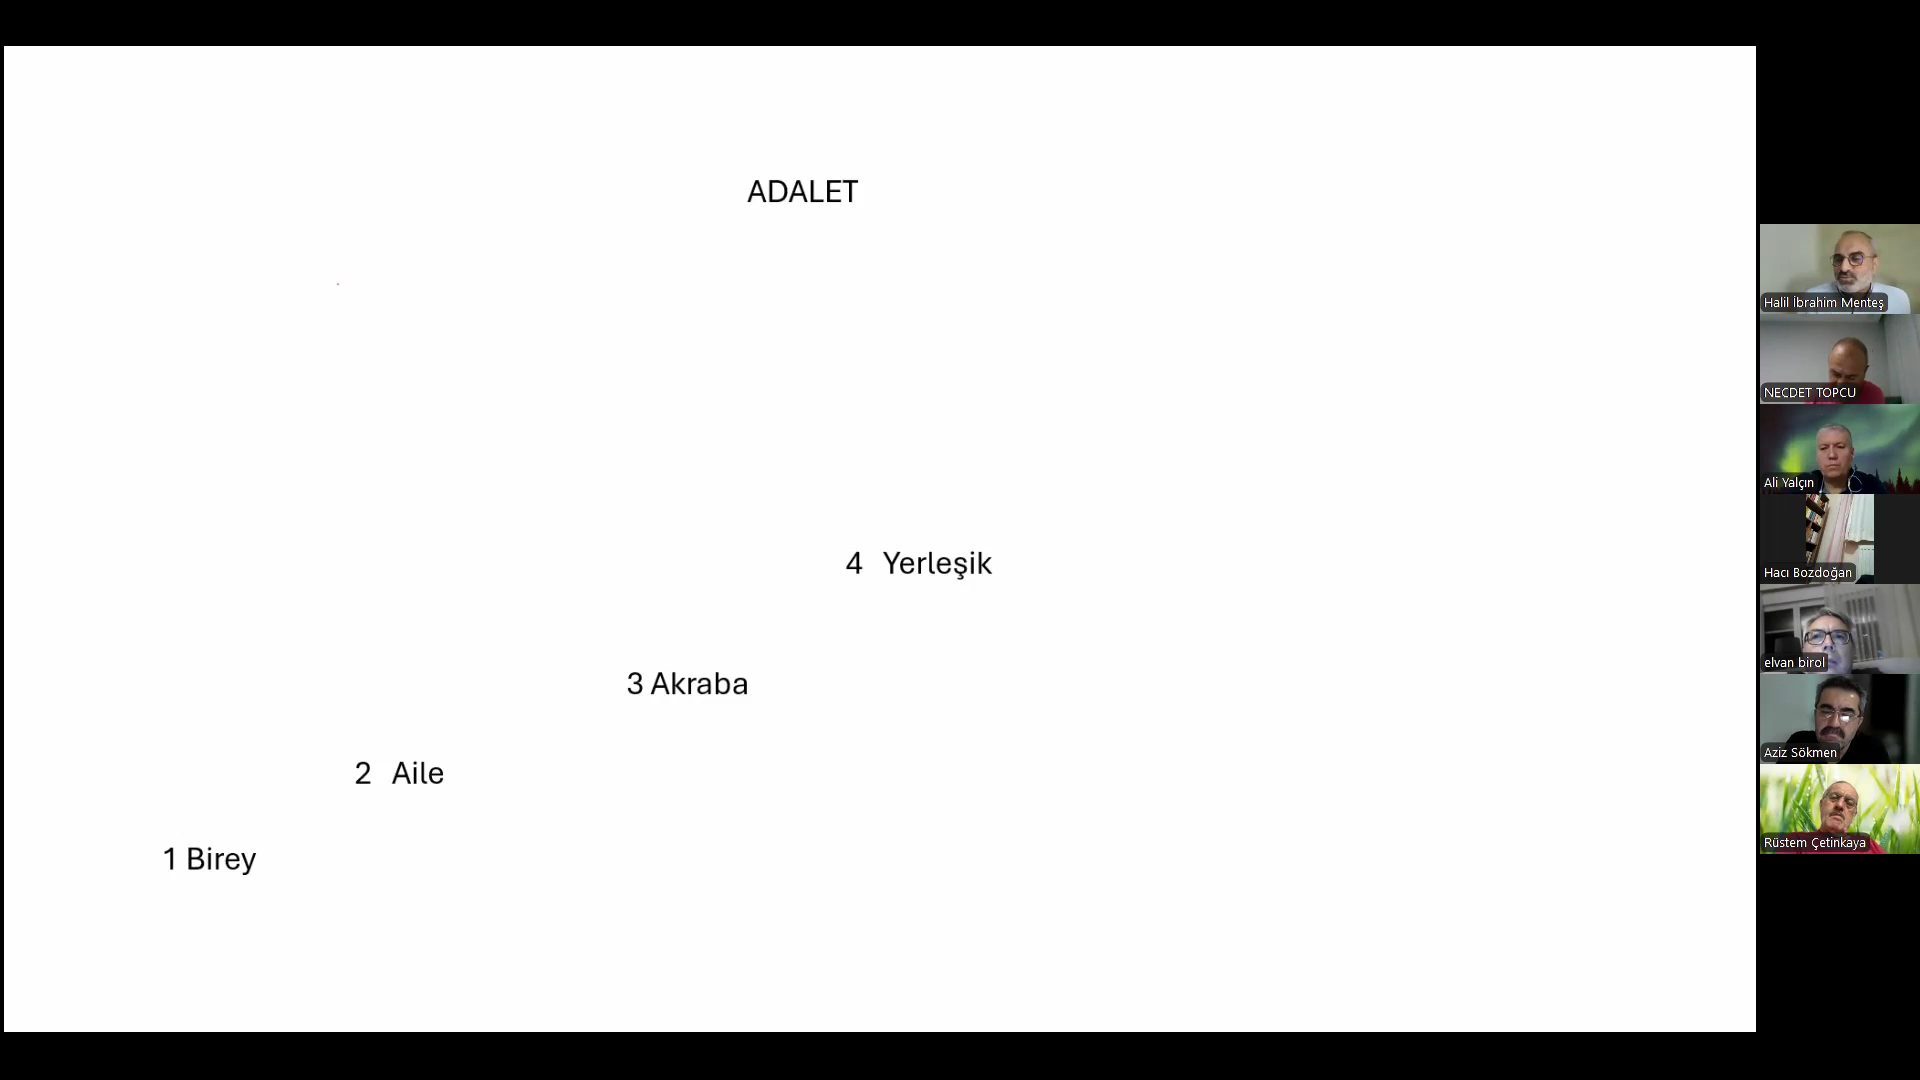 ADALET
4 Yerleşik
3 Akraba
2 Aile
1 Birey
Halil İbrahim Menteş
NECDET TOPCU
Ali Yalçın
Hacı Bozdoğan
elvan birol
Aziz Sökmen
Rüstem Çetinkaya